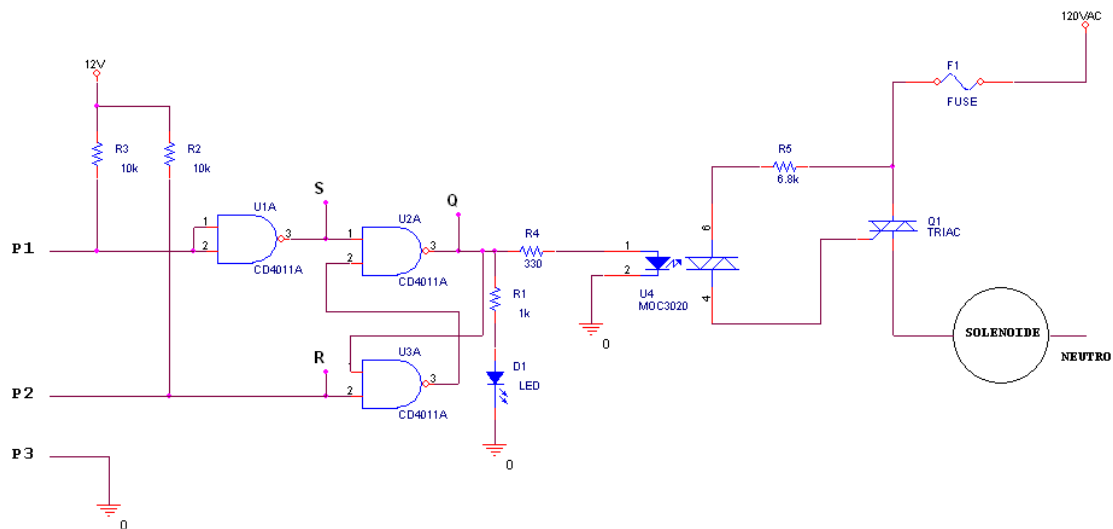 120VAC
12V
F1
FUSE
R3
10k
R2
10k
R5
6.8k
S
Q
U1A
1
2
3
CD4011A
U2A
1
2
3
CD4011A
R4
330
1
2
U4
MOC3020
6
4
Q1
TRIAC
P1
R1
1k
0
SOLENOIDE
NEUTRO
R
U3A
2
3
CD4011A
D1
LED
P2
0
P3
0